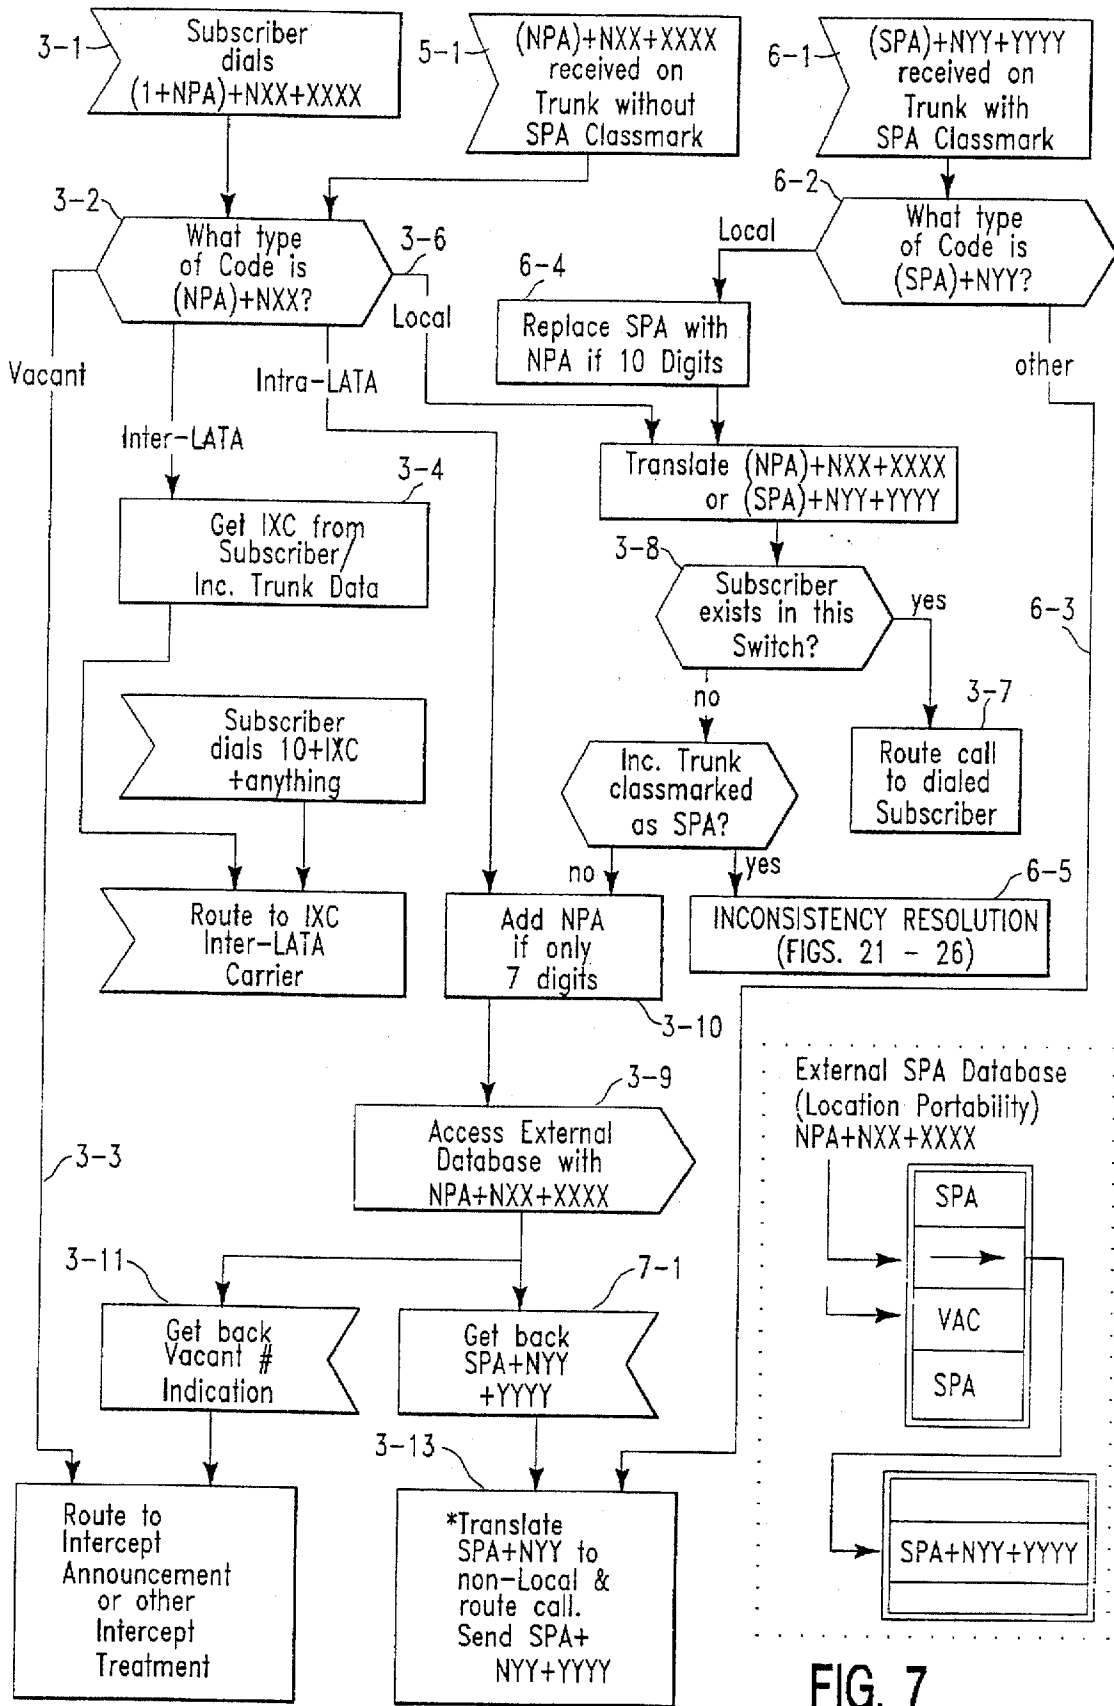 3-1
Subscriber
dials
(1+NPA)+NXX+XXXX
5-1
(NPA)+NXX+XXXX
received on
Trunk without
SPA Classmark
6-1
(SPA)+NYY+YYYY
received on
Trunk with
SPA Classmark
3-2
What type
of Code is
(NPA)+NXX?
3-6
Local
6-2
What type
of Code is
(SPA)+NYY?
Local
6-4
Replace SPA with
NPA if 10 Digits
Vacant
Intra-LATA
Inter-LATA
other
Translate (NPA)+NXX+XXXX
or (SPA)+NYY+YYYY
3-4
Get IXC from
Subscriber/
Inc. Trunk Data
3-8
Subscriber
exists in this
Switch?
yes
6-3
no
3-7
Route call
to dialed
Subscriber
Subscriber
dials 10+IXC
+anything
Inc. Trunk
classmarked
as SPA?
no
yes
6-5
INCONSISTENCY RESOLUTION
(FIGS. 21 - 26)
Route to IXC
Inter-LATA
Carrier
Add NPA
if only
7 digits
3-10
3-9
Access External
Database with
NPA+NXX+XXXX
External SPA Database
(Location Portability)
NPA+NXX+XXXX
SPA
VAC
SPA
SPA+NYY+YYYY
3-3
3-11
Get back
Vacant #
Indication
7-1
Get back
SPA+NYY
+YYYY
3-13
Route to
Intercept
Announcement
or other
Intercept
Treatment
*Translate
SPA+NYY to
non-Local &
route call.
Send SPA+
NYY+YYYY
FIG. 7